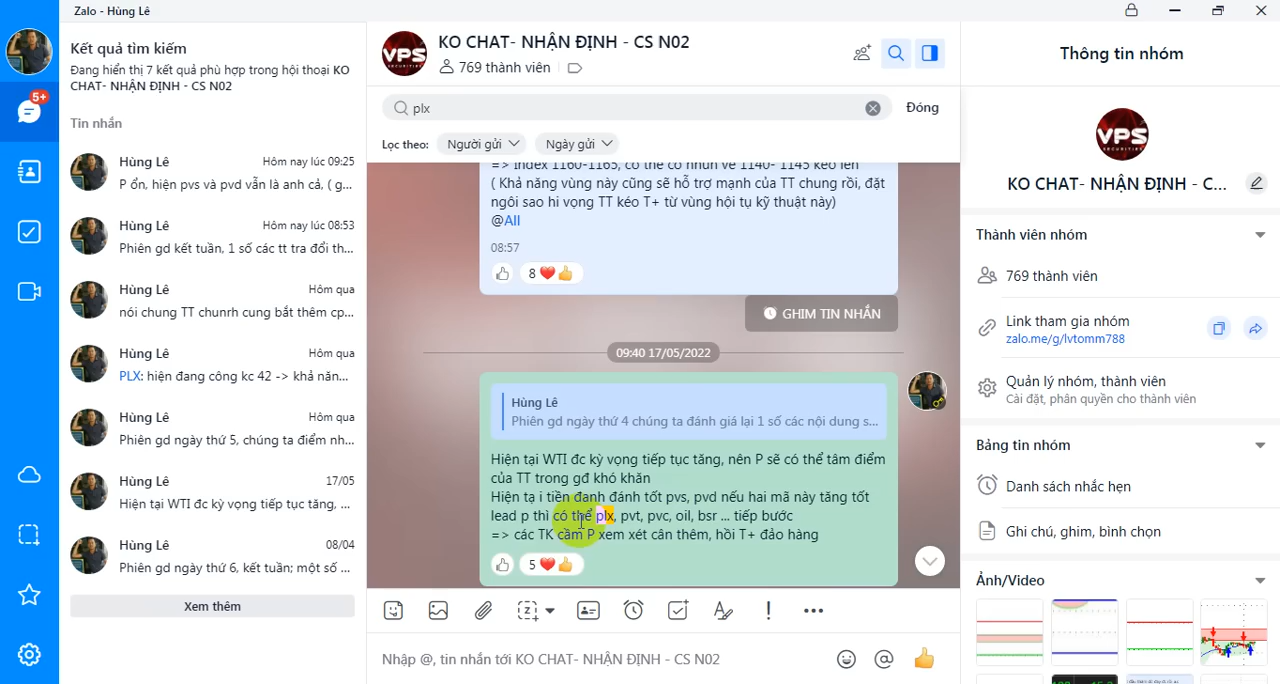 Zalo - Hùng Lê
5+
Kết quả tìm kiếm
Đang hiển thị 7 kết quả phù hợp trong hội thoại KO
CHAT- NHẬN ĐỊNH - CS N02
Tin nhắn
Hùng Lê
Hôm nay lúc 09:25
P ổn, hiện pvs và pvd vẫn là anh cả, ( g...
Hùng Lê
Hôm nay lúc 08:53
Phiên gd kết tuần, 1 số các tt tra đổi th...
Hùng Lê
Hôm qua
nói chung TT chunrh cung bắt thêm cp...
Hùng Lê
Hôm qua
PLX: hiện đang công kc 42 -> khả năn...
Hùng Lê
Hôm qua
Phiên gd ngày thứ 5, chúng ta điểm nh...
Hùng Lê
17/05
Hiện tại WTI đc kỳ vọng tiếp tục tăng, ...
Hùng Lê
08/04
Phiên gd ngày thứ 6, kết tuần; một số ...
Xem thêm
VPS
SECURITIES
KO CHAT- NHẬN ĐỊNH - CS N02
769 thành viên
plx
Đóng
Lọc theo:
Người gửi
Ngày gửi
=> Index 1160-1165, có thể có nhún về 1140- 1145 kéo lên
( Khả năng vùng này cũng sẽ hỗ trợ mạnh của TT chung rồi, đặt
ngôi sao hi vọng TT kéo T+ từ vùng hội tụ kỹ thuật này)
@All
08:57
8
GHIM TIN NHẮN
09:40 17/05/2022
Hùng Lê
Phiên gd ngày thứ 4 chúng ta đánh giá lại 1 số các nội dung s...
Hiện tại WTI đc kỳ vọng tiếp tục tăng, nên P sẽ có thể tâm điểm
của TT trong gđ khó khăn
Hiện tạ i tiền đanh đánh tốt pvs, pvd nếu hai mã này tăng tốt
lead p thì có thể plx, pvt, pvc, oil, bsr ... tiếp bước
=> các TK cầm P xem xét cân thêm, hồi T+ đảo hàng
5
Nhập @, tin nhắn tới KO CHAT- NHẬN ĐỊNH - CS N02
Thông tin nhóm
VPS
SECURITIES
KO CHAT- NHẬN ĐỊNH - C...
Thành viên nhóm
769 thành viên
Link tham gia nhóm
zalo.me/g/lvtomm788
Quản lý nhóm, thành viên
Cài đặt, phân quyền cho thành viên
Bảng tin nhóm
Danh sách nhắc hẹn
Ghi chú, ghim, bình chọn
Ảnh/Video